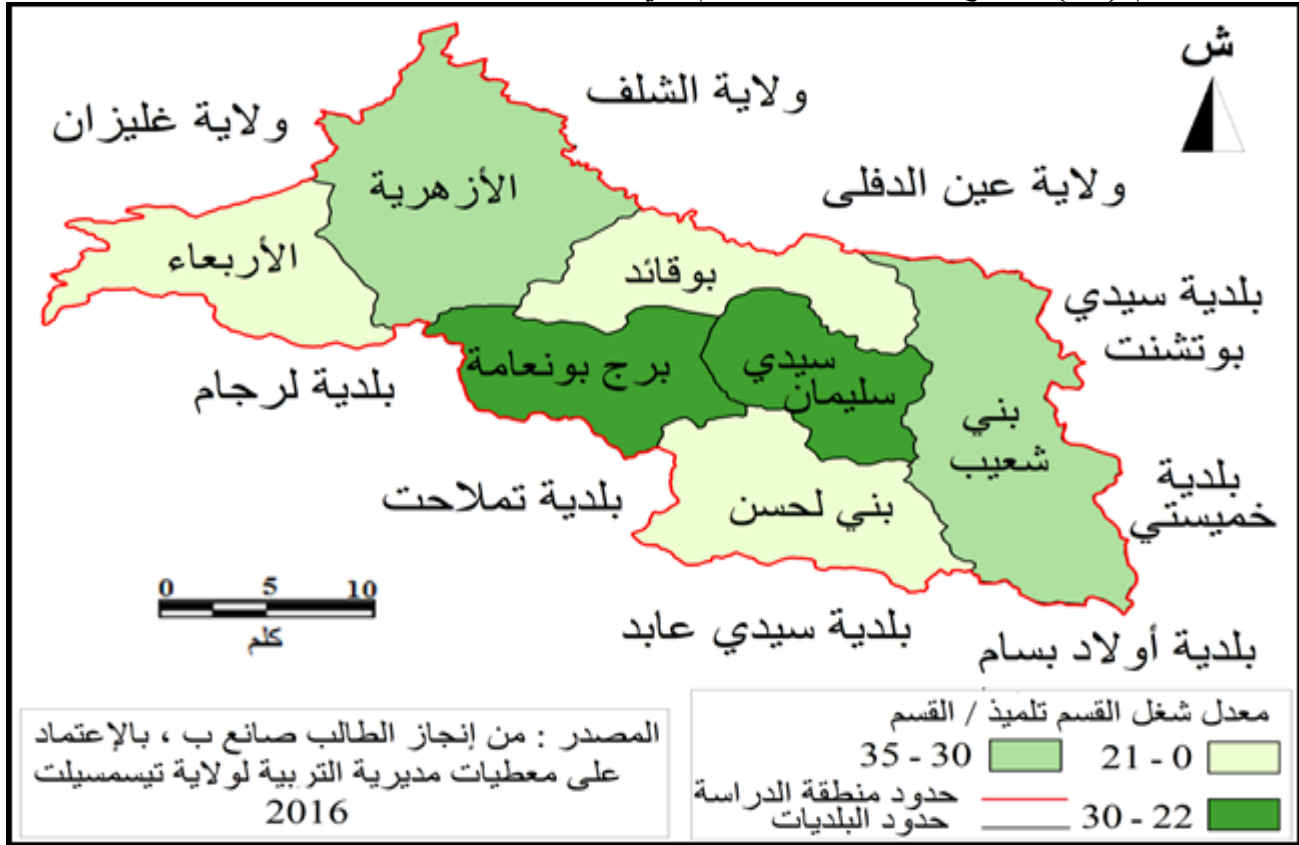 ش
ولاية الشلف
ولاية غليزان
ولاية عين الدفلى
الأزهرية
الأربعاء
بوقائد
بلدية سيدي
بوتشنت
سيدي
سليمان
برج بونعامة
بلدية لرجام
بني
شعيب
بلدية
خميستي
بني لحسن
بلدية تملاحت
0 5 10
كلم
بلدية سيدي عابد
بلدية أولاد بسام
معدل شغل القسم تلميذ / القسم
0 - 21
30 - 35
حدود منطقة الدراسة
22 - 30
حدود البلديات
المصدر : من إنجاز الطالب صانع ب ، بالإعتماد
على معطيات مديرية التربية لولاية تيسمسيلت
2016